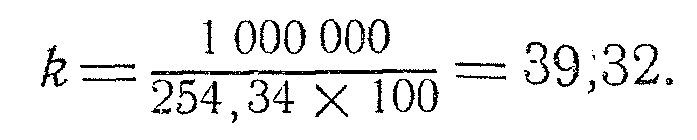 k = 1 000 000 / 254,34 × 100 = 39,32.